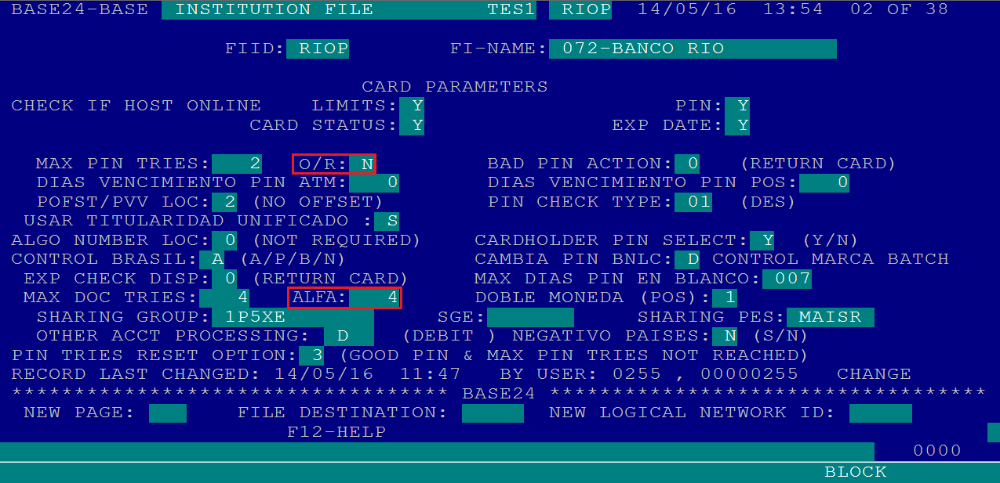 BASE24-BASE INSTITUTION FILE TES1 RIOP 14/05/16 13:54 02 OF 38
FIID: RIOP FI-NAME: 072-BANCO RIO
CARD PARAMETERS
CHECK IF HOST ONLINE LIMITS: Y PIN: Y
CARD STATUS: Y EXP DATE: Y
MAX PIN TRIES: 2 O/R: N BAD PIN ACTION: 0 (RETURN CARD)
DIAS VENCIMIENTO PIN ATM: 0 DIAS VENCIMIENTO PIN POS: 0
POFST/PVV LOC: 2 (NO OFFSET) PIN CHECK TYPE: 01 (DES)
USAR TITULARIDAD UNIFICADO : S
ALGO NUMBER LOC: 0 (NOT REQUIRED) CARDHOLDER PIN SELECT: Y (Y/N)
CONTROL BRASIL: A (A/P/B/N) CAMBIA PIN BNLC: D CONTROL MARCA BATCH
EXP CHECK DISP: 0 (RETURN CARD) MAX DIAS PIN EN BLANCO: 007
MAX DOC TRIES: 4 ALFA: 4 DOBLE MONEDA (POS): 1
SHARING GROUP: 1P5XE SGE: SHARING PES: MAISR
OTHER ACCT PROCESSING: D (DEBIT ) NEGATIVO PAISES: N (S/N)
PIN TRIES RESET OPTION: 3 (GOOD PIN & MAX PIN TRIES NOT REACHED)
RECORD LAST CHANGED: 14/05/16 11:47 BY USER: 0255 , 00000255 CHANGE
*********************************** BASE24 ***********************************
NEW PAGE: FILE DESTINATION: NEW LOGICAL NETWORK ID:
F12-HELP
0000
BLOCK